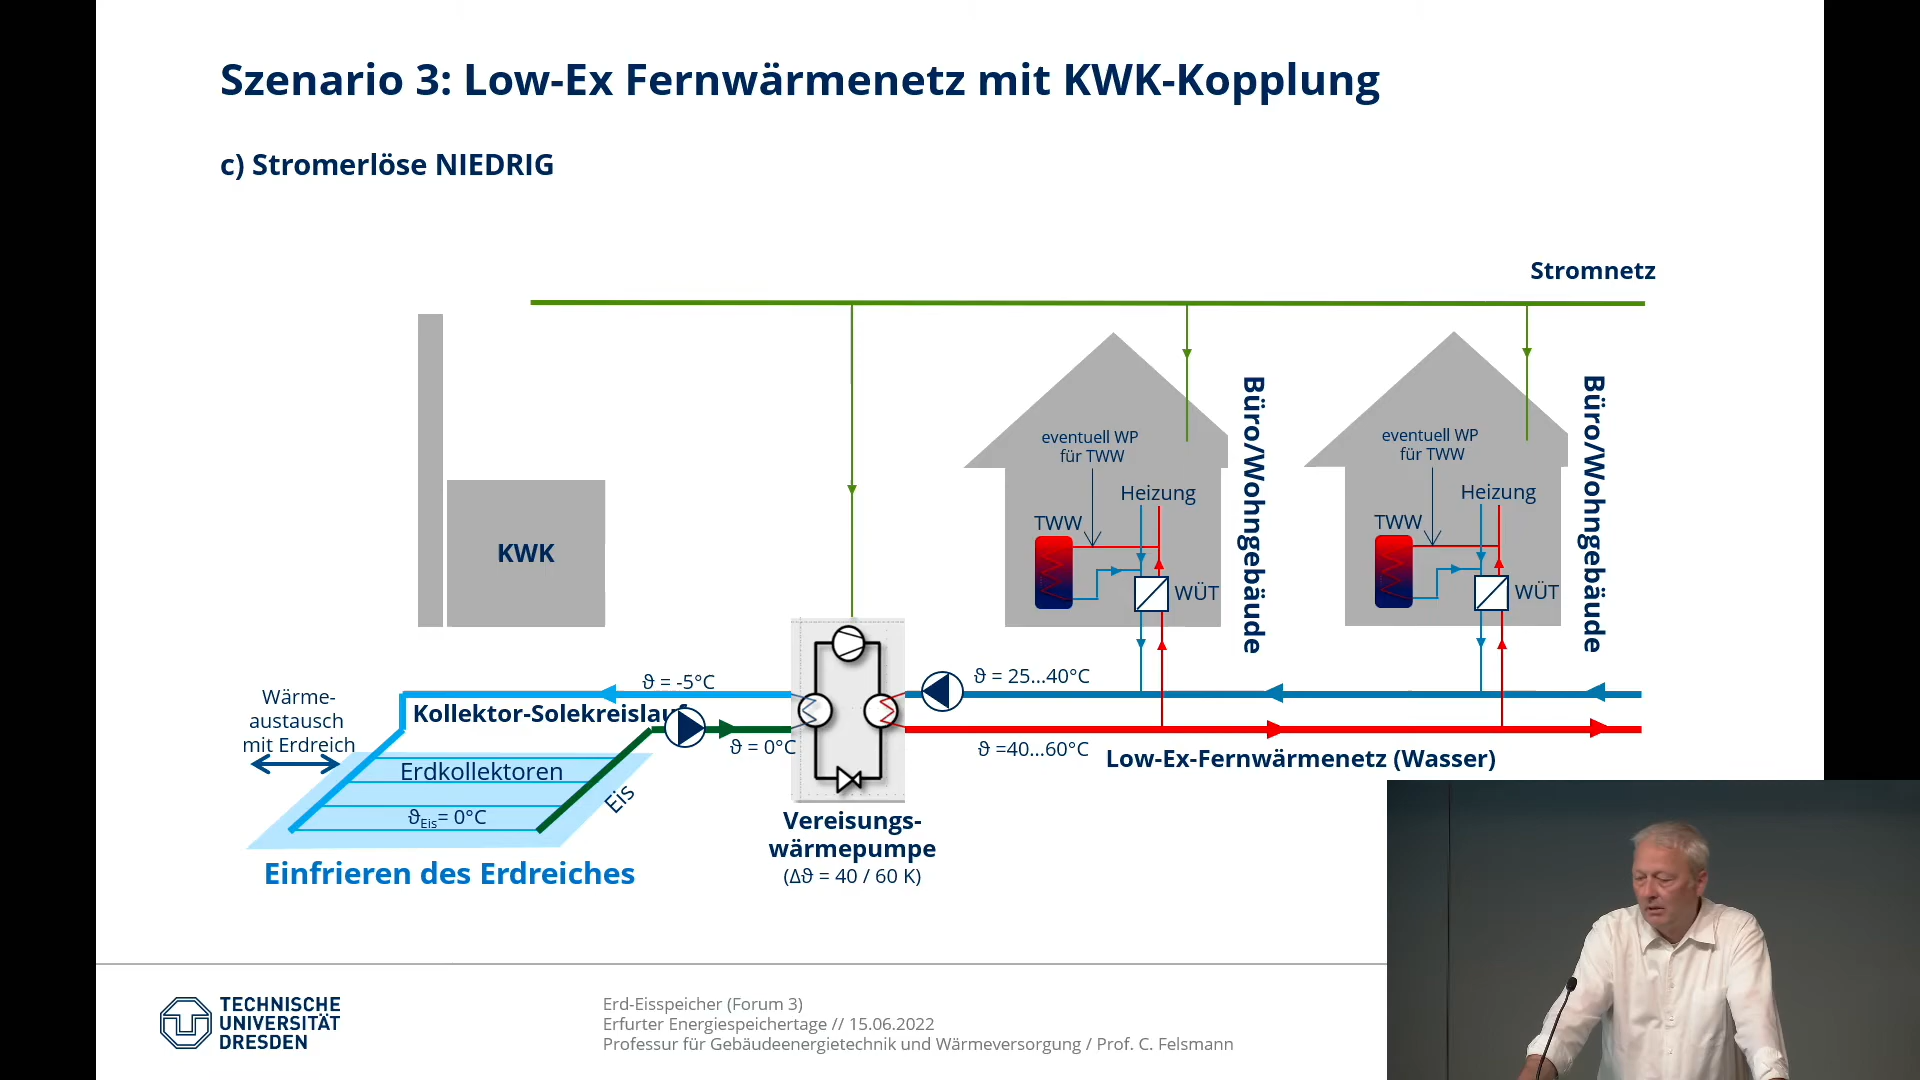 Szenario 3: Low-Ex Fernwärmenetz mit KWK-Kopplung
c) Stromerlöse NIEDRIG
Stromnetz
KWK
eventuell WP
für TWW
Heizung
TWW
WÜT
Büro/Wohngebäude
eventuell WP
für TWW
Heizung
TWW
WÜT
Büro/Wohngebäude
ϑ = -5°C
Kollektor-Solekreislauf
ϑ = 0°C
ϑ = 25...40°C
ϑ =40...60°C
Low-Ex-Fernwärmenetz (Wasser)
Wärme-
austausch
mit Erdreich
Erdkollektoren
ϑEis= 0°C
Eis
Einfrieren des Erdreiches
Vereisungs-
wärmepumpe
(Δϑ = 40 / 60 K)
TECHNISCHE
UNIVERSITÄT
DRESDEN
Erd-Eisspeicher (Forum 3)
Erfurter Energiespeichertage // 15.06.2022
Professur für Gebäudeenergietechnik und Wärmeversorgung / Prof. C. Felsmann